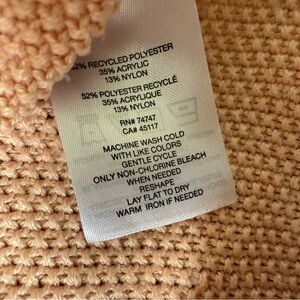 52% RECYCLED POLYESTER
35% ACRYLIC
13% NYLON
52% POLYESTER RECYCLÉ
35% ACRYLIQUE
13% NYLON
RN# 74747
CA# 45117
MACHINE WASH COLD
WITH LIKE COLORS
GENTLE CYCLE
ONLY NON-CHLORINE BLEACH
WHEN NEEDED
RESHAPE
LAY FLAT TO DRY
WARM IRON IF NEEDED